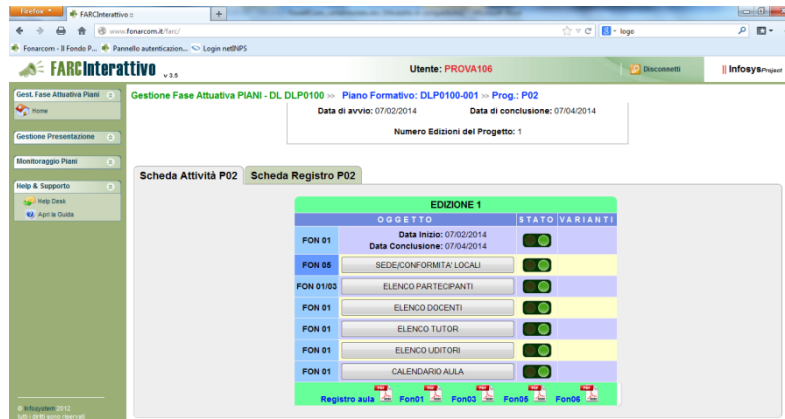 Firefox
FARCInterattivo ::
www.fonarcom.it/farc/
logo
Fonarcom - Il Fondo P... Pannello autenticazion... Login netINPS
FARCInterattivo v 3.5
Utente: PROVA106
Disconnetti
Infosys Project
Gest. Fase Attuativa Piani
Home
Gestione Presentazione
Monitoraggio Piani
Help & Supporto
Help Desk
Apri la Guida
© Infosystem 2012
tutti i diritti sono riservati
Gestione Fase Attuativa PIANI - DL DLP0100 >> Piano Formativo: DLP0100-001 >> Prog.: P02
Data di avvio: 07/02/2014 Data di conclusione: 07/04/2014
Numero Edizioni del Progetto: 1
Scheda Attività P02 Scheda Registro P02
EDIZIONE 1
OGGETTO STATO VARIANTI
FON 01 Data Inizio: 07/02/2014
Data Conclusione: 07/04/2014
FON 05 SEDE/CONFORMITA' LOCALI
FON 01/03 ELENCO PARTECIPANTI
FON 01 ELENCO DOCENTI
FON 01 ELENCO TUTOR
FON 01 ELENCO UDITORI
FON 01 CALENDARIO AULA
Registro aula Fon01 Fon03 Fon05 Fon06